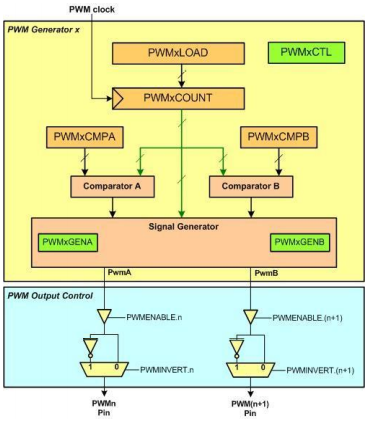 PWM clock
PWM Generator x
PWMxLOAD
PWMxCTL
PWMxCOUNT
PWMxCMPA
PWMxCMPB
Comparator A
Comparator B
Signal Generator
PWMxGENA
PWMxGENB
PwmA
PwmB
PWM Output Control
PWMENABLE.n
PWMENABLE.(n+1)
1 0
PWMINVERT.n
1 0
PWMINVERT.(n+1)
PWMn
Pin
PWM(n+1)
Pin